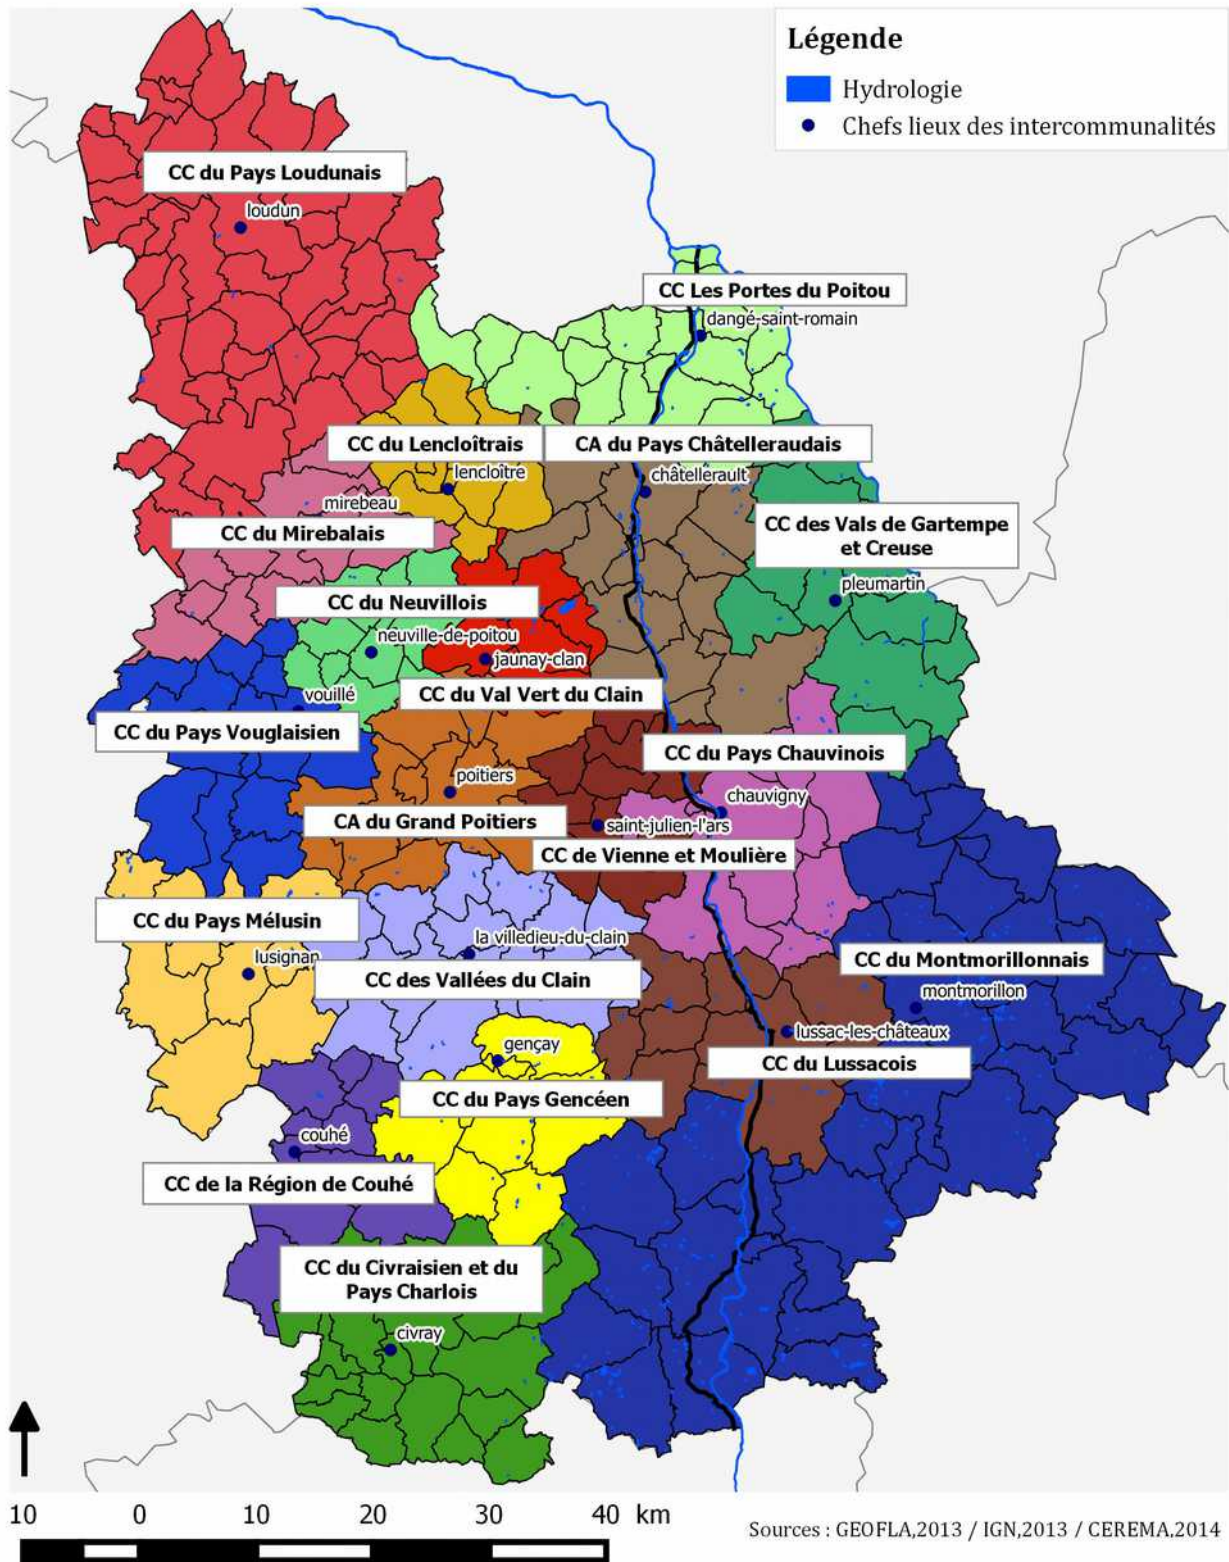 Légende
Hydrologie
Chefs lieux des intercommunalités
CC du Pays Loudunais
loudun
CC Les Portes du Poitou
dangé-saint-romain
CC du Lencloîtrais
CA du Pays Châtelleraudais
lencloître
châtellerault
mirebeau
CC du Mirebalais
CC des Vals de Gartempe
et Creuse
pleumartin
CC du Neuvillois
neuville-de-poitou
jaunay-clan
vouillé
CC du Val Vert du Clain
CC du Pays Vouglaisien
CC du Pays Chauvinois
poitiers
chauvigny
CA du Grand Poitiers
saint-julien-l'ars
CC de Vienne et Moulière
CC du Pays Mélusin
la villedieu-du-clain
lusignan
CC des Vallées du Clain
CC du Montmorillonnais
montmorillon
lussac-les-châteaux
gençay
CC du Lussacois
CC du Pays Gencéen
couhé
CC de la Région de Couhé
CC du Civraisien et du
Pays Charlois
civray
10 0 10 20 30 40 km
Sources : GEOFLA,2013 / IGN,2013 / CEREMA,2014